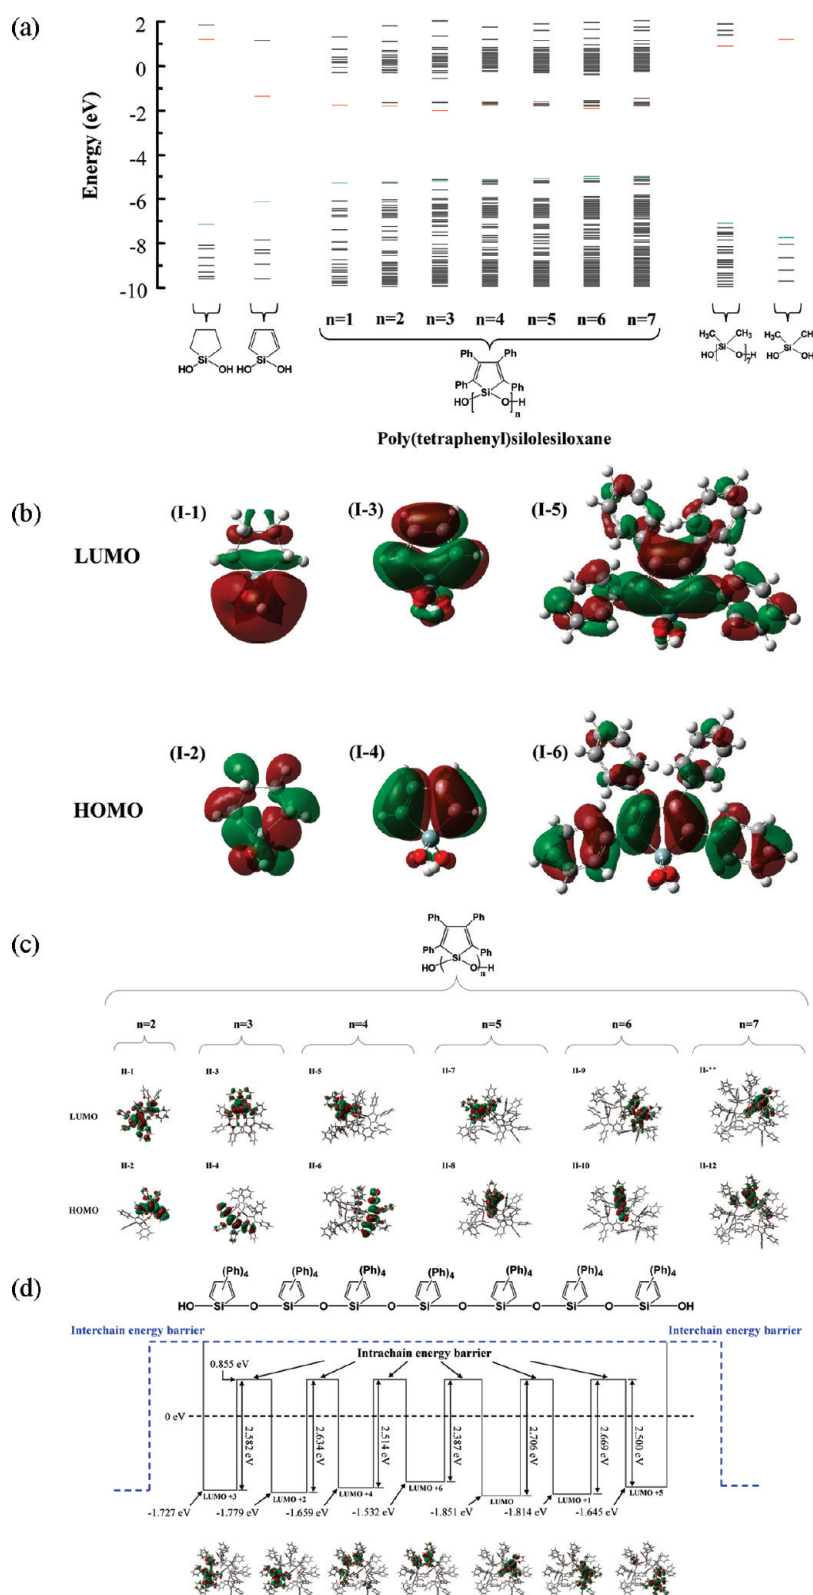 (a)
Energy (eV)
2
0
-2
-4
-6
-8
-10
n=1 n=2 n=3 n=4 n=5 n=6 n=7
Si
HO OH
Si
HO OH
Ph Ph
Ph Ph
Si
HO O H
n
H₃C CH₃
Si
HO O H
7
H₃C
Si
HO OH
Poly(tetraphenyl)silolesiloxane
(b)
(I-1) (I-3) (I-5)
LUMO
(I-2) (I-4) (I-6)
HOMO
(c)
Ph Ph
Ph Ph
Si
HO O H
n
n=2 n=3 n=4 n=5 n=6 n=7
II-1 II-3 II-5 II-7 II-9
LUMO
II-2 II-4 II-6 II-8 II-10 II-12
HOMO
(d)
(Ph)4 (Ph)4 (Ph)4 (Ph)4 (Ph)4 (Ph)4 (Ph)4
HO Si O Si O Si O Si O Si O Si O Si OH
Interchain energy barrier Interchain energy barrier
Intrachain energy barrier
0.855 eV
0 eV
2.582 eV 2.634 eV 2.514 eV 2.387 eV 2.706 eV 2.669 eV 2.500 eV
LUMO +3 LUMO +2 LUMO +4 LUMO +6 LUMO LUMO +1 LUMO +5
-1.727 eV -1.779 eV -1.659 eV -1.532 eV -1.851 eV -1.814 eV -1.645 eV